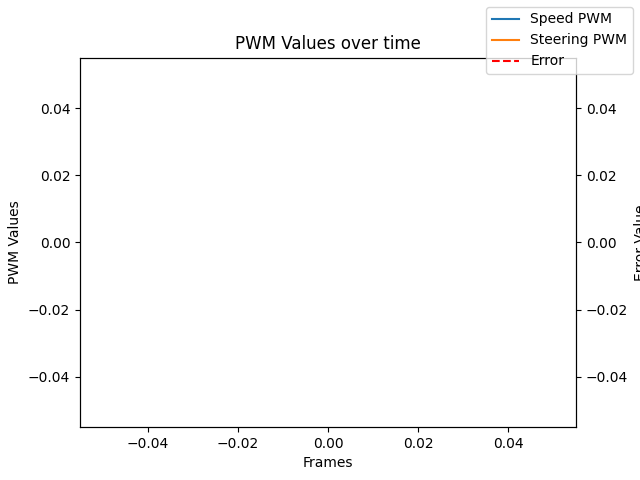 Speed PWM
Steering PWM
Error
PWM Values over time
0.04
0.02
0.00
−0.02
−0.04
PWM Values
0.04
0.02
0.00
−0.02
−0.04
Error Value
−0.04
−0.02
0.00
0.02
0.04
Frames